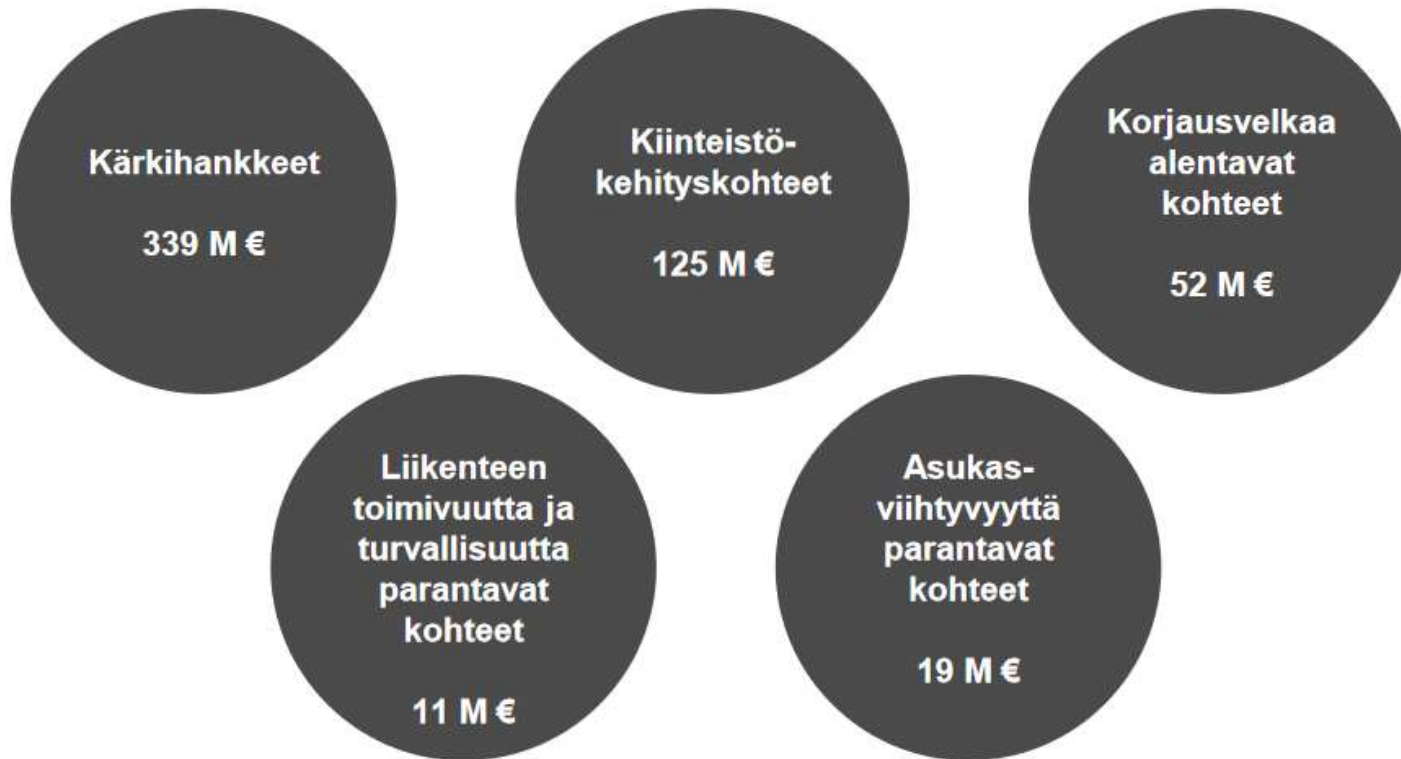 Kärkihankkeet
339 M €
Kiinteistö-
kehityskohteet
125 M €
Korjausvelkaa
alentavat
kohteet
52 M €
Liikenteen
toimivuutta ja
turvallisuutta
parantavat
kohteet
11 M €
Asukas-
viihtyvyyttä
parantavat
kohteet
19 M €